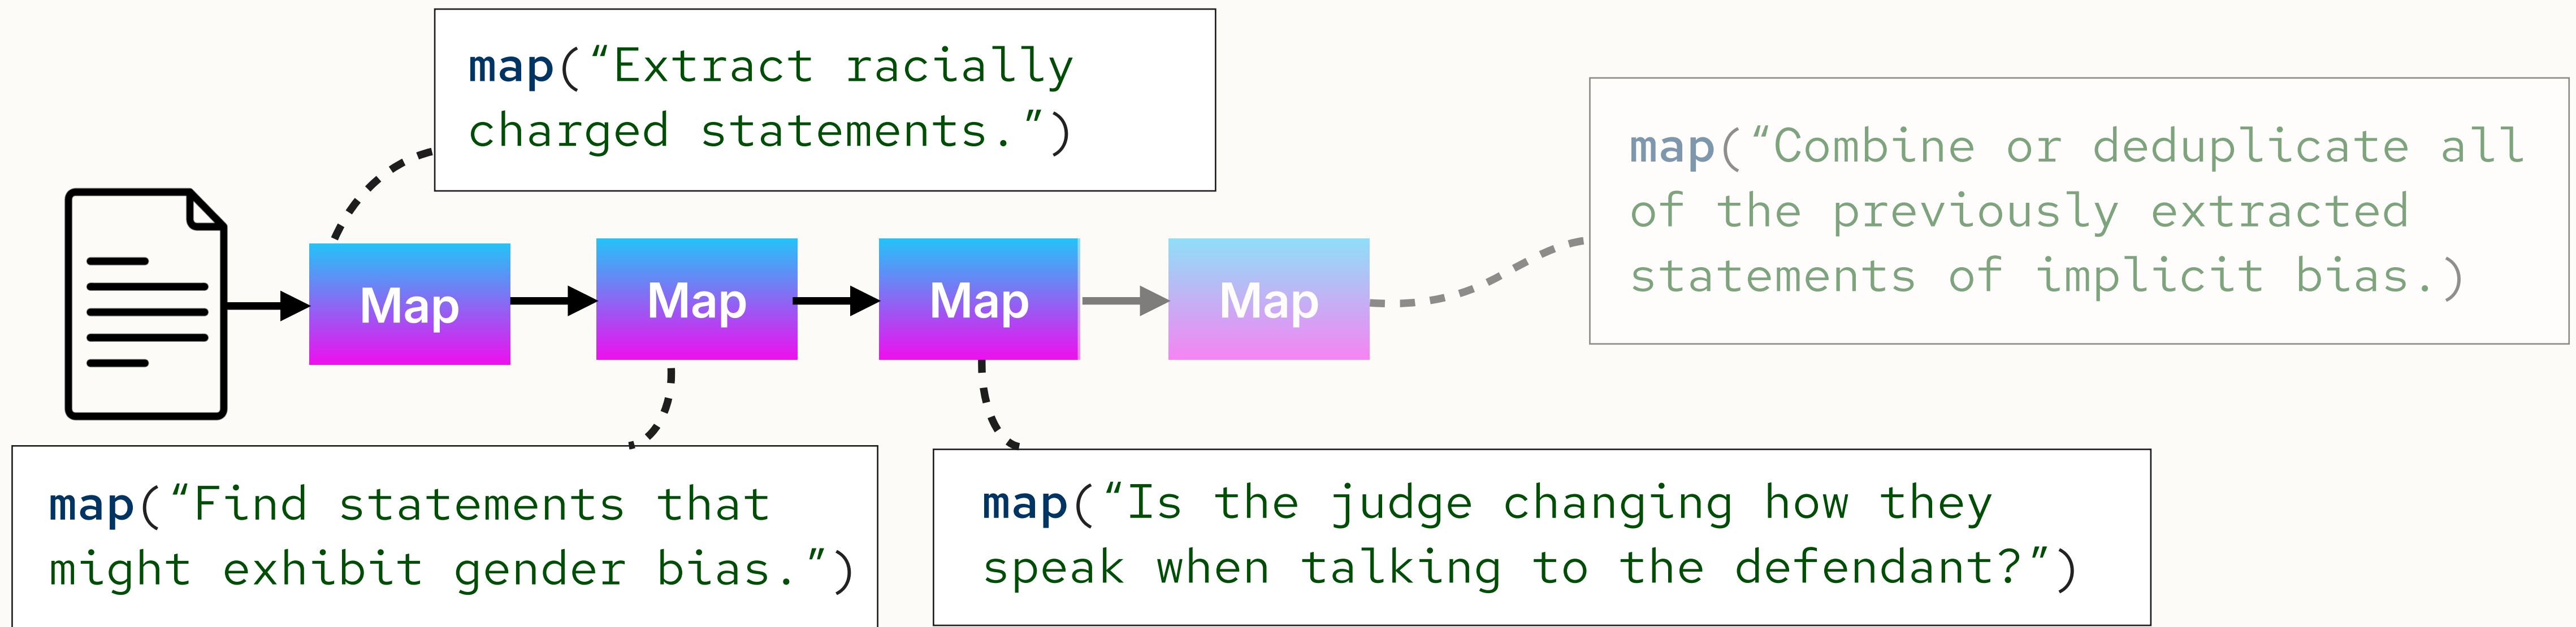 map(“Extract racially
charged statements.”)
map(“Combine or deduplicate all
of the previously extracted
statements of implicit bias.)
Map
Map
Map
Map
map(“Find statements that
might exhibit gender bias.”)
map(“Is the judge changing how they
speak when talking to the defendant?”)